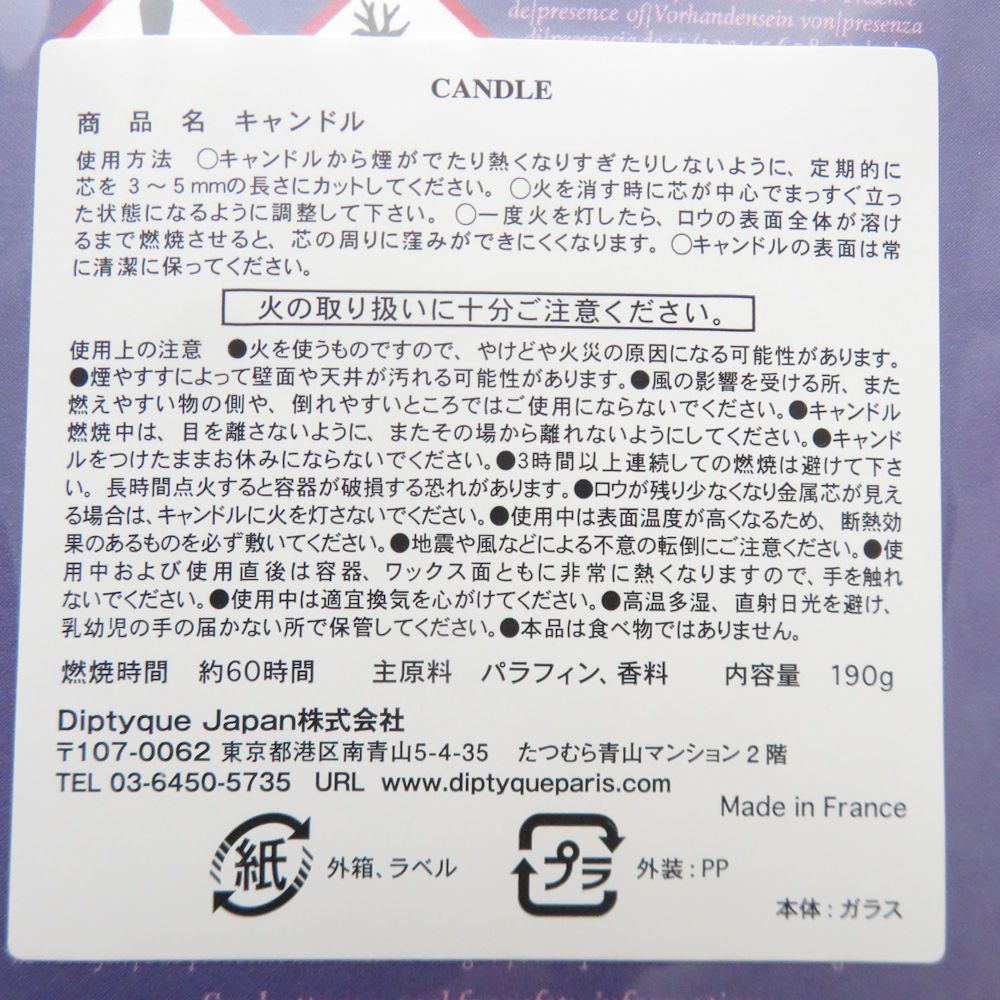 de|presence of|Vorhandensein von|presenza
CANDLE
商品名 キャンドル
使用方法 ○キャンドルから煙がでたり熱くなりすぎたりしないように、定期的に
芯を 3～5mmの長さにカットしてください。○火を消す時に芯が中心でまっすぐ立っ
た状態になるように調整して下さい。○一度火を灯したら、ロウの表面全体が溶け
るまで燃焼させると、芯の周りに窪みができにくくなります。○キャンドルの表面は常
に清潔に保ってください。
火の取り扱いに十分ご注意ください。
使用上の注意 ●火を使うものですので、やけどや火災の原因になる可能性があります。
●煙やすすによって壁面や天井が汚れる可能性があります。●風の影響を受ける所、また
燃えやすい物の側や、倒れやすいところではご使用にならないでください。●キャンドル
燃焼中は、目を離さないように、またその場から離れないようにしてください。●キャンド
ルをつけたままお休みにならないでください。●3時間以上連続しての燃焼は避けて下さ
い。長時間点火すると容器が破損する恐れがあります。●ロウが残り少なくなり金属芯が見え
る場合は、キャンドルに火を灯さないでください。●使用中は表面温度が高くなるため、断熱効
果のあるものを必ず敷いてください。●地震や風などによる不意の転倒にご注意ください。●使
用中および使用直後は容器、ワックス面ともに非常に熱くなりますので、手を触れ
ないでください。●使用中は適宜換気を心がけてください。●高温多湿、直射日光を避け、
乳幼児の手の届かない所で保管してください。●本品は食べ物ではありません。
燃焼時間 約60時間 主原料 パラフィン、香料 内容量 190g
Diptyque Japan株式会社
〒107-0062 東京都港区南青山5-4-35 たつむら青山マンション2階
TEL 03-6450-5735 URL www.diptyqueparis.com
Made in France
紙 外箱、ラベル プラ 外装：PP
本体：ガラス